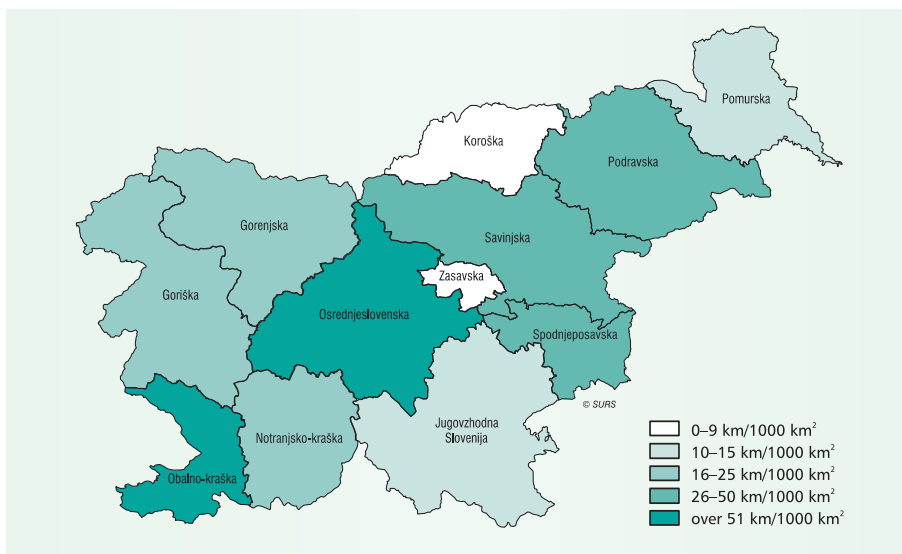 Pomurska
Koroška
Podravska
Gorenjska
Savinjska
Zasavska
Goriška
Osrednjeslovenska
Spodnjeposavska
© SURS
Jugovzhodna
Slovenija
Notranjsko-kraška
Obalno-kraška
0–9 km/1000 km²
10–15 km/1000 km²
16–25 km/1000 km²
26–50 km/1000 km²
over 51 km/1000 km²